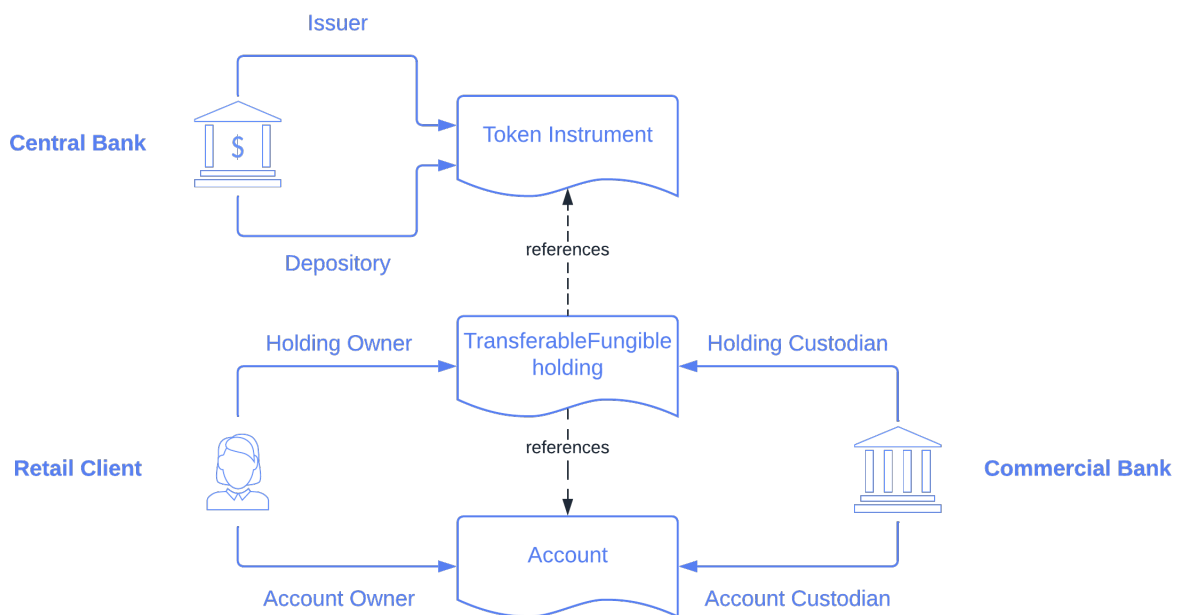 Issuer
Central Bank
$
Token Instrument
Depository
references
Holding Owner
TransferableFungible
holding
Holding Custodian
references
Retail Client
Commercial Bank
Account
Account Owner
Account Custodian